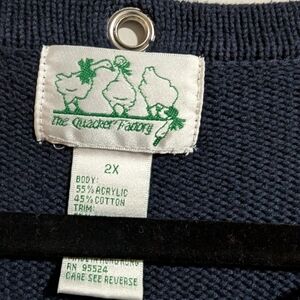 The Quacker Factory
2X
BODY:
55% ACRYLIC
45% COTTON
TRIM:
RN 95524
CARE SEE REVERSE